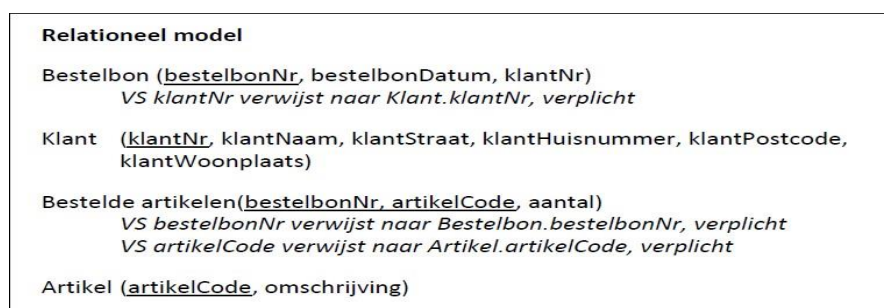 Relationeel model
Bestelbon (bestelbonNr, bestelbonDatum, klantNr)
VS klantNr verwijst naar Klant.klantNr, verplicht
Klant (klantNr, klantNaam, klantStraat, klantHuisnummer, klantPostcode,
klantWoonplaats)
Bestelde artikelen(bestelbonNr, artikelCode, aantal)
VS bestelbonNr verwijst naar Bestelbon.bestelbonNr, verplicht
VS artikelCode verwijst naar Artikel.artikelCode, verplicht
Artikel (artikelCode, omschrijving)